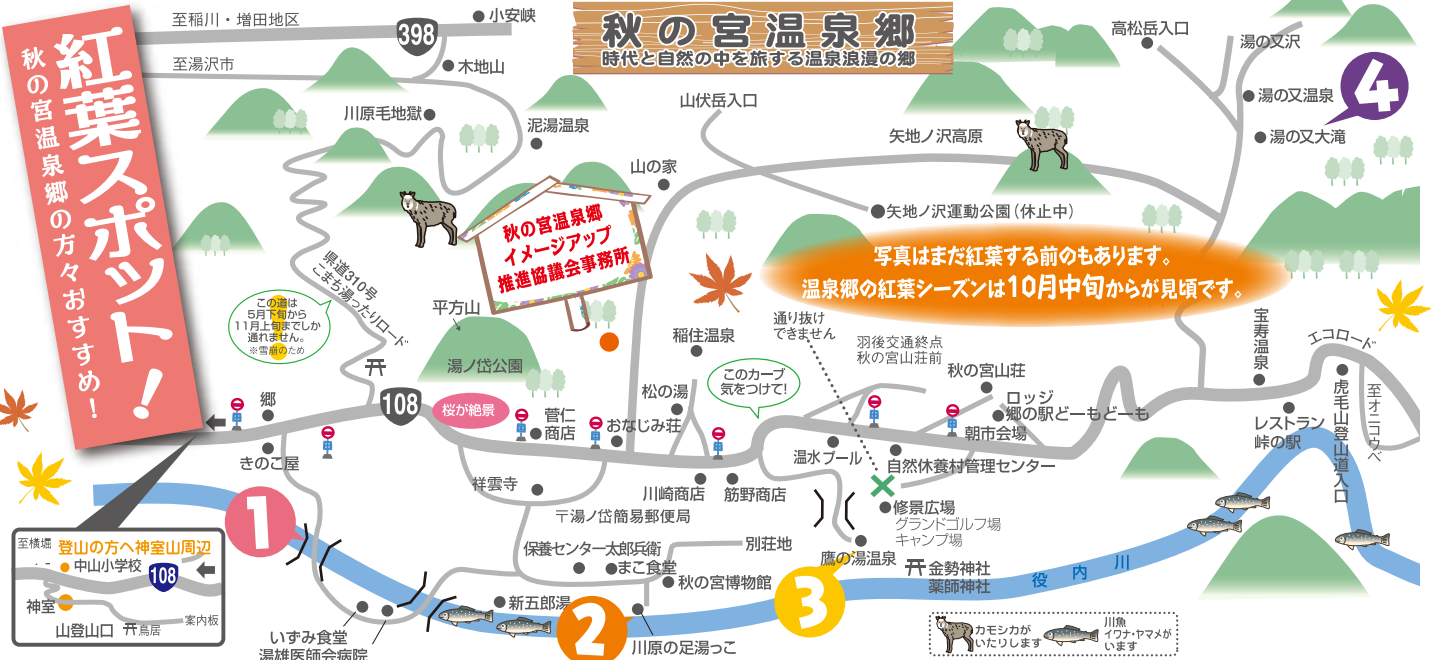 紅葉スポット！
秋の宮温泉郷の方々おすすめ！
秋の宮温泉郷
時代と自然の中を旅する温泉浪漫の郷
至稲川・増田地区
398
小安峡
至湯沢市
木地山
川原毛地獄
泥湯温泉
山の家
山伏岳入口
矢地ノ沢高原
高松岳入口
湯の又沢
湯の又温泉
4
湯の又大滝
矢地ノ沢運動公園（休止中）
秋の宮温泉郷
イメージアップ
推進協議会事務所
写真はまだ紅葉する前のもあります。
温泉郷の紅葉シーズンは10月中旬からが見頃です。
県道310号
こまち湯ったりロード
この道は
5月下旬から
11月上旬までしか
通れません。
※雪崩のため
平方山
湯ノ岱公園
稲住温泉
通り抜け
できません
羽後交通終点
秋の宮山荘前
宝寿温泉
エコロード
このカーブ
気をつけて!
秋の宮山荘
ロッジ
郷の駅どーもどーも
朝市会場
虎毛山登山道入口
至オニコウベ
レストラン
峠の駅
108
桜が絶景
松の湯
郷
菅仁
商店
おなじみ荘
きのこ屋
温水プール
自然休養村管理センター
祥雲寺
川崎商店
筋野商店
修景広場
グランドゴルフ場
キャンプ場
〒湯ノ岱簡易郵便局
1
保養センター太郎兵衛
まこ食堂
別荘地
鷹の湯温泉
秋の宮博物館
金勢神社
薬師神社
役内川
3
新五郎湯
2
川原の足湯っこ
いずみ食堂
湯雄医師会病院
至横堀
登山の方へ神室山周辺
中山小学校
108
神室
山登山口
鳥居
案内板
カモシカが
いたりします
川魚
イワナ・ヤマメが
います